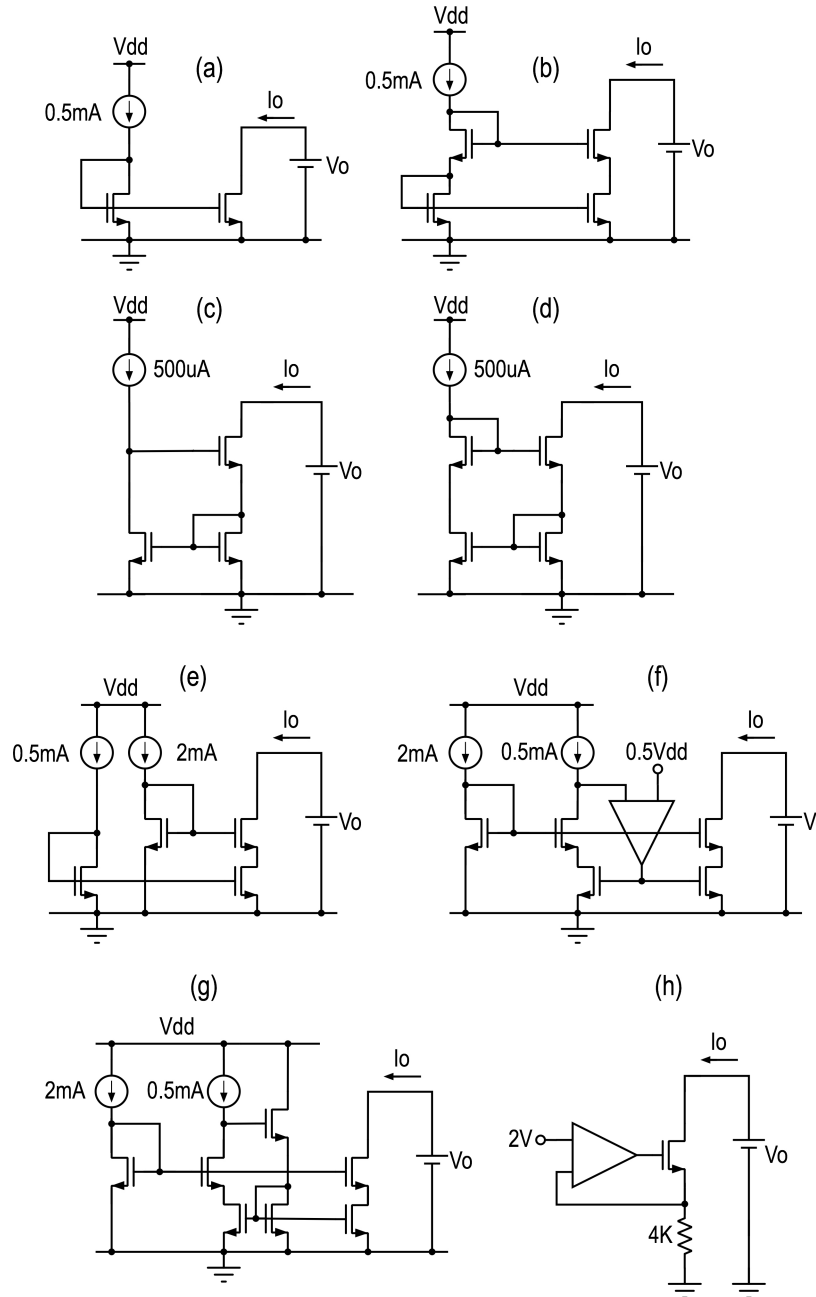 (a)
Vdd
0.5mA
Io
Vo
(b)
Vdd
0.5mA
Io
Vo
(c)
Vdd
500uA
Io
Vo
(d)
Vdd
500uA
Io
Vo
(e)
Vdd
0.5mA
2mA
Io
Vo
(f)
Vdd
2mA
0.5mA
0.5Vdd
Io
V
(g)
Vdd
2mA
0.5mA
Io
Vo
(h)
2V
Io
Vo
4K